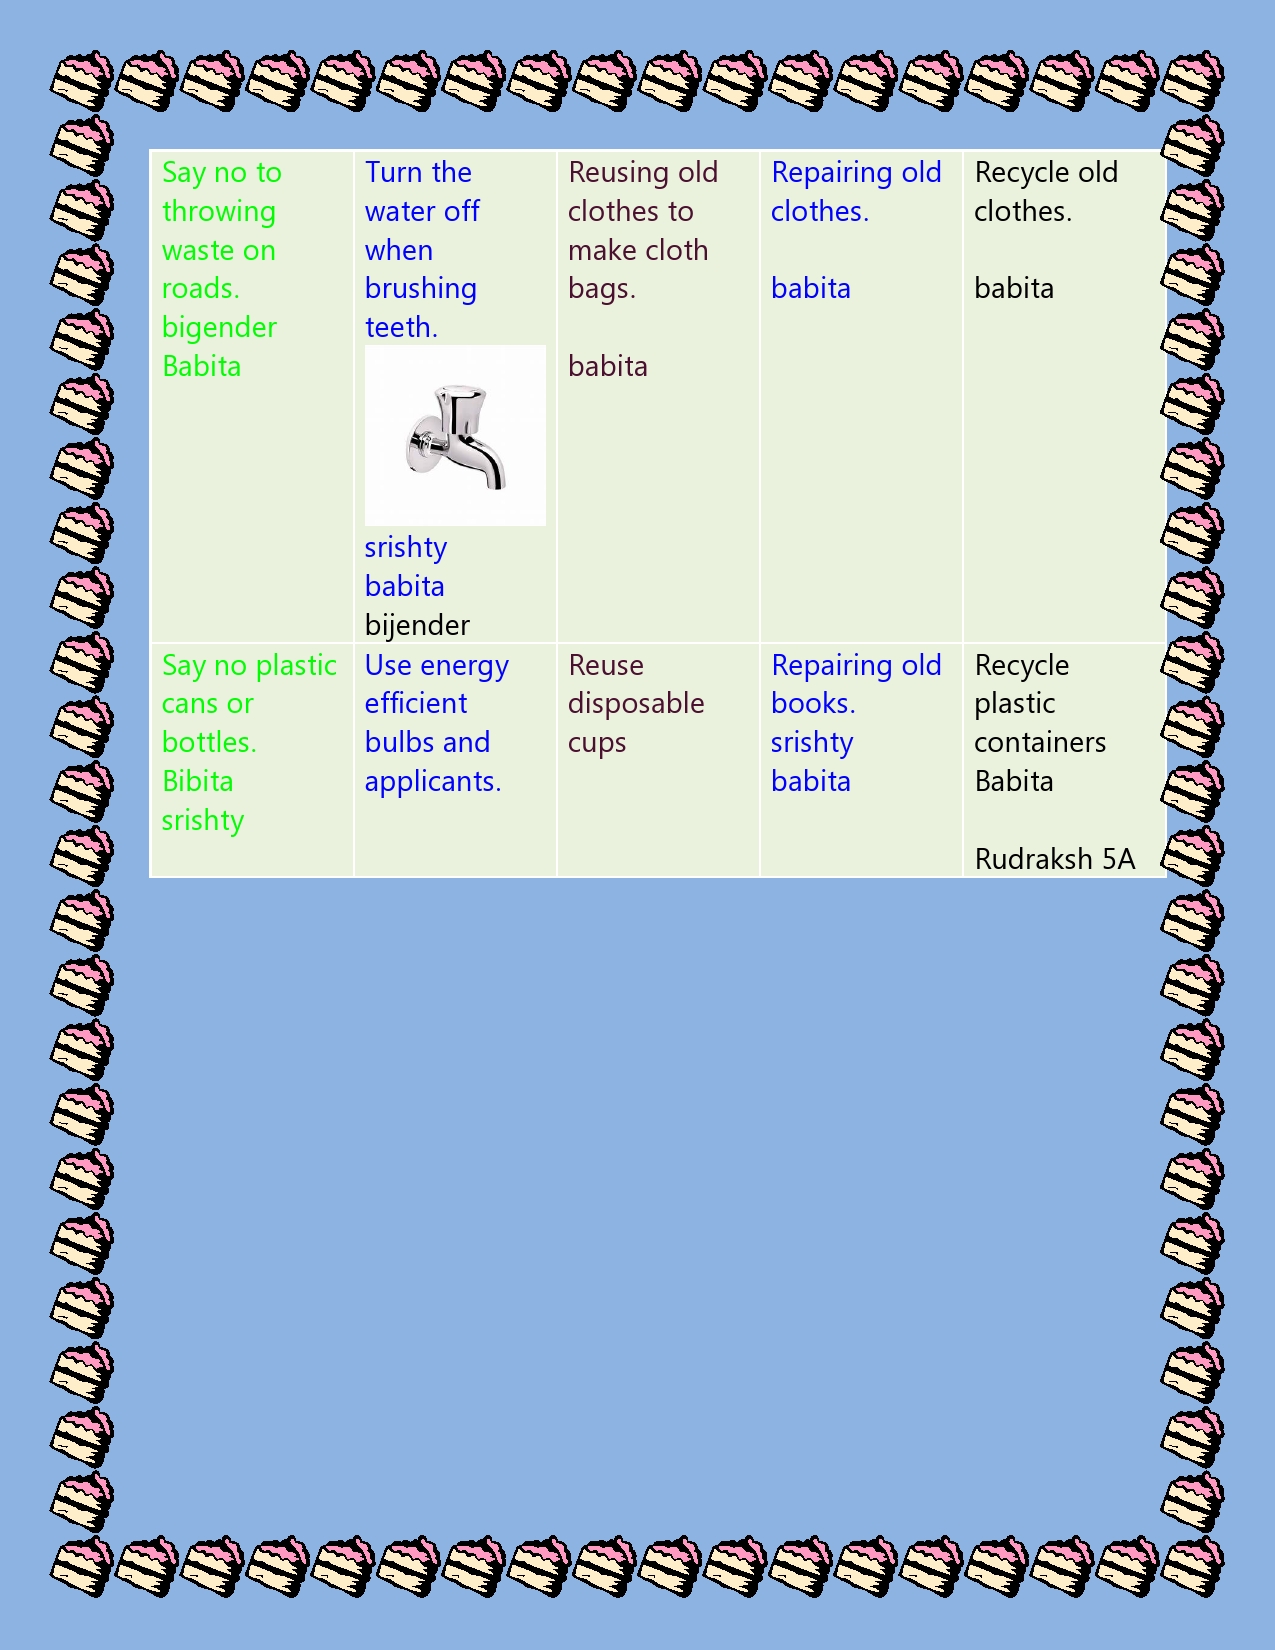 Say no to
throwing
waste on
roads.
bigender
Babita
Turn the
water off
when
brushing
teeth.
srishty
babita
bijender
Reusing old
clothes to
make cloth
bags.
babita
Repairing old
clothes.
babita
Recycle old
clothes.
babita
Say no plastic
cans or
bottles.
Bibita
srishty
Use energy
efficient
bulbs and
applicants.
Reuse
disposable
cups
Repairing old
books.
srishty
babita
Recycle
plastic
containers
Babita
Rudraksh 5A